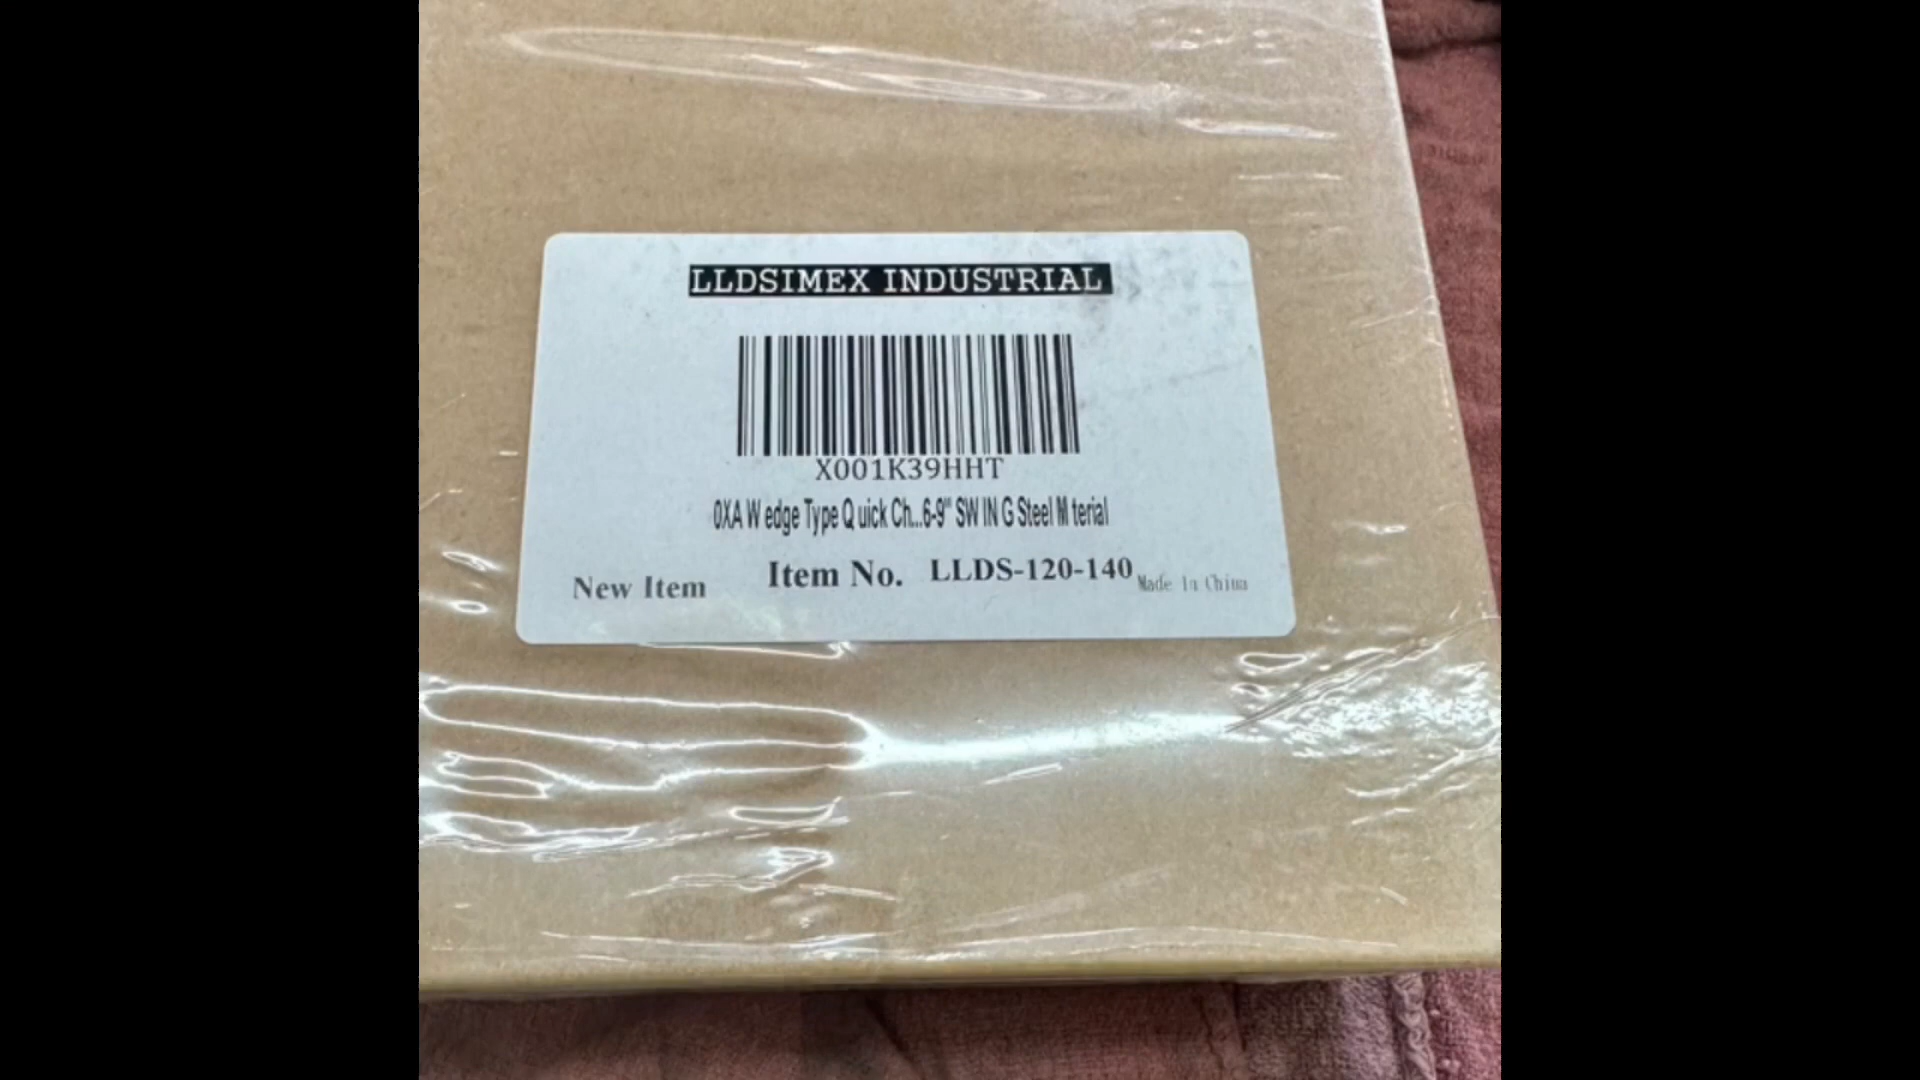 LLDSIMEX INDUSTRIAL
X001K39HHT
0XA W edge Type Q uick Ch...6-9" SW IN G Steel M terial
New Item Item No. LLDS-120-140 Made In China